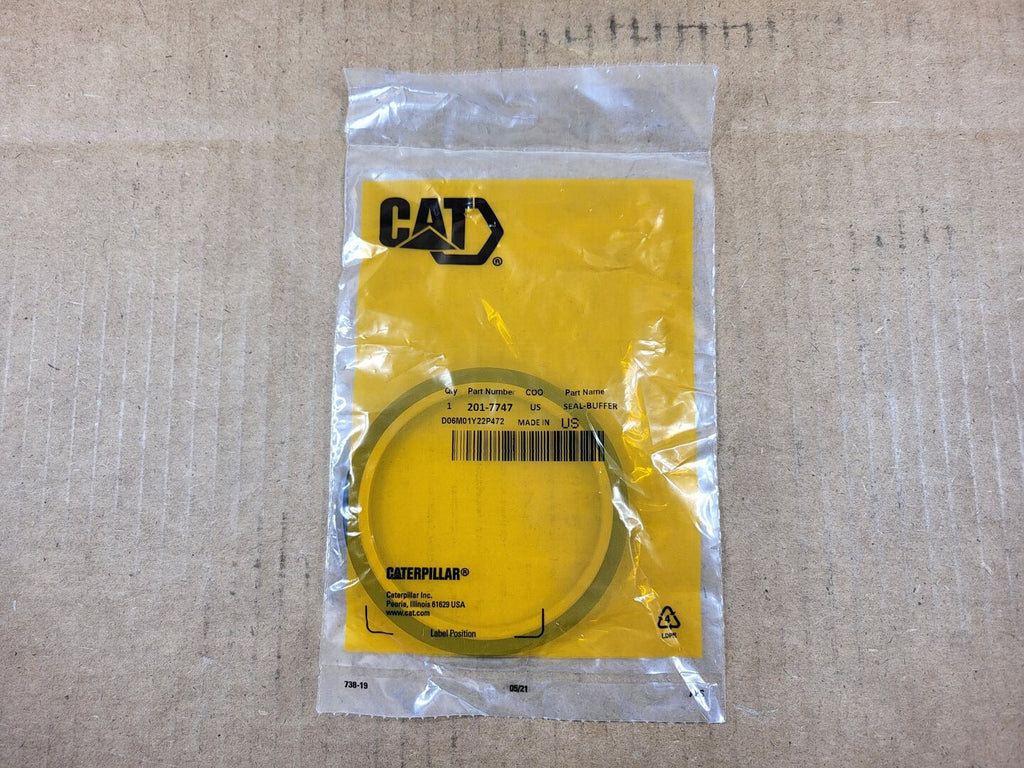 CAT
®
Qty Part Number COO Part Name
1 201-7747 US SEAL-BUFFER
D06M01Y22P472 MADE IN US
CATERPILLAR®
Caterpillar Inc.
Peoria, Illinois 61629 USA
www.cat.com
Label Position
4
LDPE
738-19 05/21